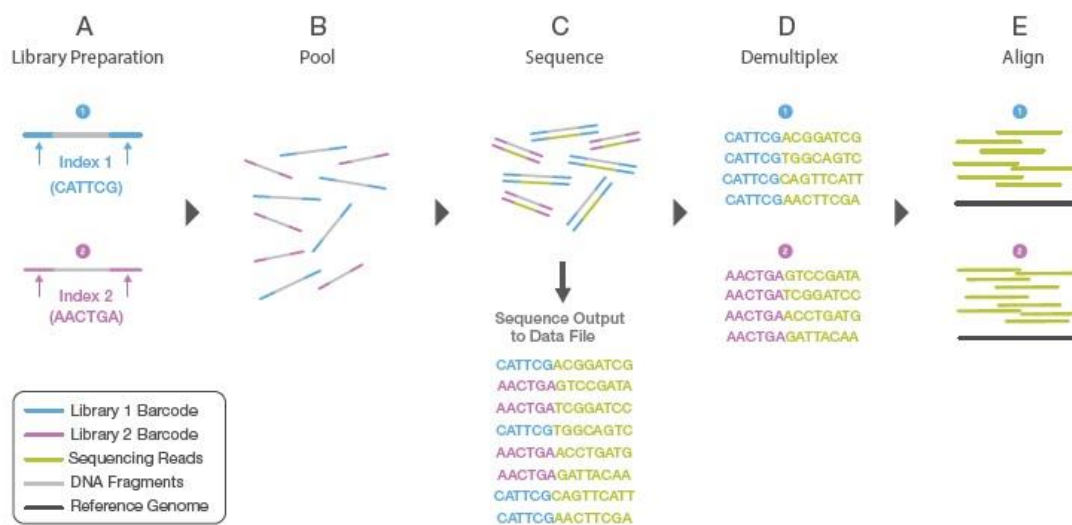 A
Library Preparation
1
Index 1
(CATTCG)
2
Index 2
(AACTGA)
B
Pool
C
Sequence
Sequence Output
to Data File
CATTCGACGGATCG
AACTGAGTCCGATA
AACTGATCGGATCC
CATTCGTGGCAGTC
AACTGAACCTGATG
AACTGAGATTACAA
CATTCGCAGTTCATT
CATTCGAACTTCGA
D
Demultiplex
1
CATTCGACGGATCG
CATTCGTGGCAGTC
CATTCGCAGTTCATT
CATTCGAACTTCGA
2
AACTGAGTCCGATA
AACTGATCGGATCC
AACTGAACCTGATG
AACTGAGATTACAA
E
Align
1
2
Library 1 Barcode
Library 2 Barcode
Sequencing Reads
DNA Fragments
Reference Genome